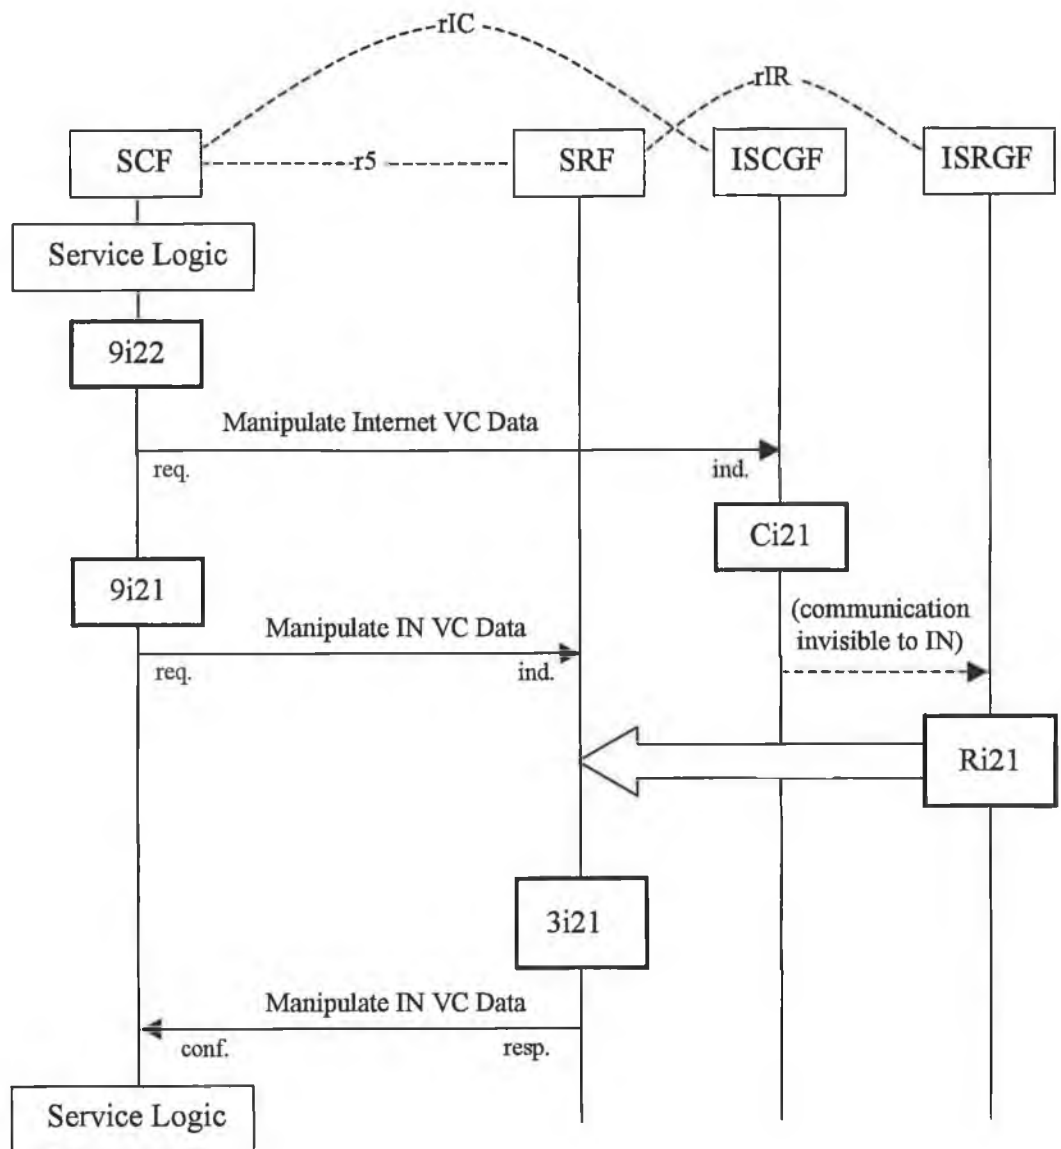 rIC
rIR
SCF
r5
SRF
ISCGF
ISRGF
Service Logic
9i22
Manipulate Internet VC Data
req.
ind.
Ci21
9i21
(communication
invisible to IN)
Manipulate IN VC Data
req.
ind.
Ri21
3i21
Manipulate IN VC Data
conf.
resp.
Service Logic